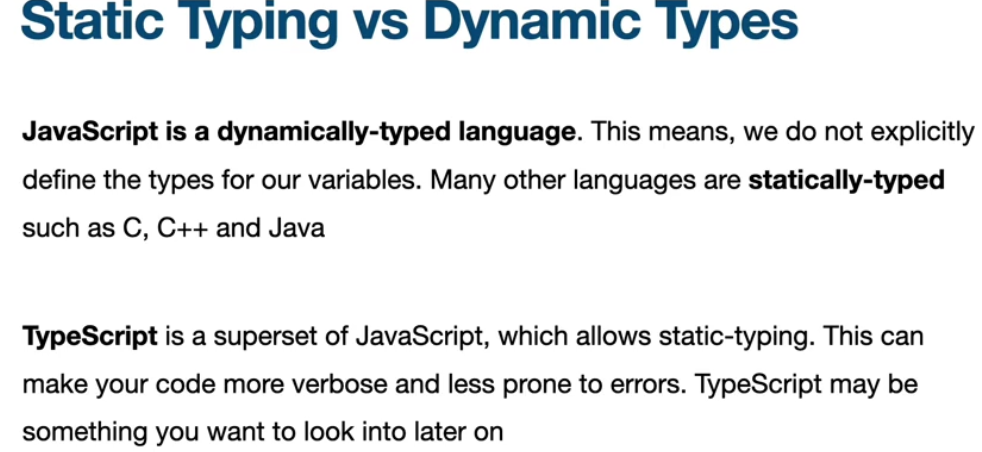 Static Typing vs Dynamic Types
JavaScript is a dynamically-typed language. This means, we do not explicitly
define the types for our variables. Many other languages are statically-typed
such as C, C++ and Java
TypeScript is a superset of JavaScript, which allows static-typing. This can
make your code more verbose and less prone to errors. TypeScript may be
something you want to look into later on